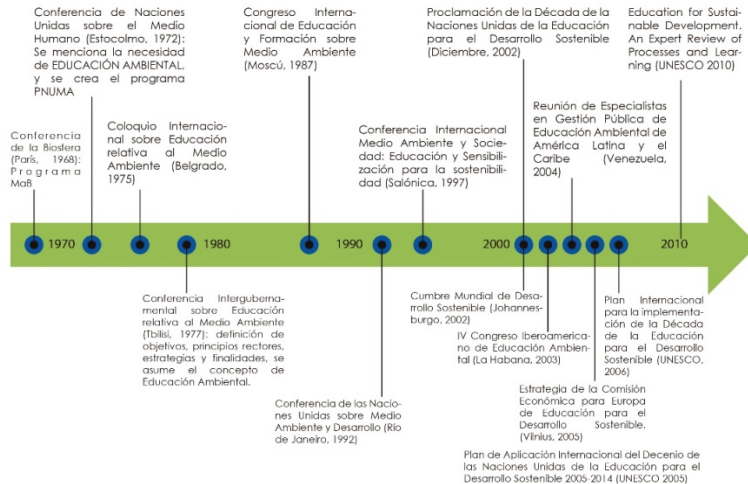 Conferencia de Naciones
Unidas sobre el Medio
Humano (Estocolmo, 1972):
Se menciona la necesidad
de EDUCACIÓN AMBIENTAL,
y se crea el programa
PNUMA
Congreso Interna-
cional de Educación
y Formación sobre
Medio Ambiente
(Moscú, 1987)
Proclamación de la Década de la
Naciones Unidas de la Educación
para el Desarrollo Sostenible
(Diciembre, 2002)
Education for Sus-
tainable Development.
An Expert Review of
Processes and Lear-
ning (UNESCO 2010)
Conferencia
de la Biosfera
(París, 1968):
Programa
MaB
Coloquio Internacio-
nal sobre Educación
relativa al Medio
Ambiente (Belgrado,
1975)
Conferencia Internacional
Medio Ambiente y Socie-
dad: Educación y Sensibi-
lización para la sostenibili-
dad (Salónica, 1997)
Reunión de Especialistas
en Gestión Pública de
Educación Ambiental de
América Latina y el
Caribe (Venezuela,
2004)
1970
1980
1990
2000
2010
Conferencia Interguberna-
mental sobre Educación
relativa al Medio Ambiente
(Tbilisi, 1977): definición de
objetivos, principios rectores,
estrategias y finalidades, se
asume el concepto de
Educación Ambiental.
Conferencia de las Nacio-
nes Unidas sobre Medio
Ambiente y Desarrollo (Río
de Janeiro, 1992)
Cumbre Mundial de Desa-
rrollo Sostenible (Johannes-
burgo, 2002)
IV Congreso Iberoamerica-
no de Educación Ambien-
tal (La Habana, 2003)
Plan Internacional
para la implementa-
ción de la Década
de la Educación
para el Desarrollo
Sostenible (UNESCO,
2006)
Estrategia de la Comisión
Económica para Europa
de Educación para el
Desarrollo Sostenible.
(Vilnius, 2005)
Plan de Aplicación Internacional del Decenio de
las Naciones Unidas de la Educación para el
Desarrollo Sostenible 2005-2014 (UNESCO 2005)